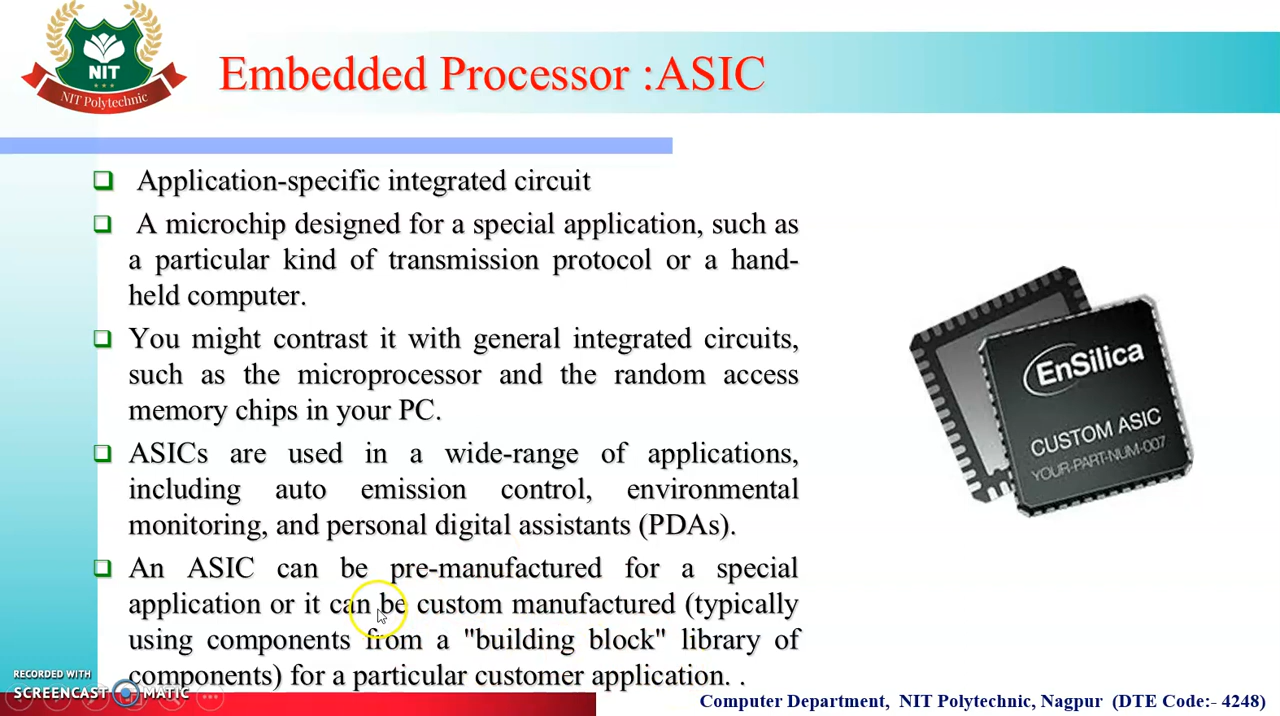 NIT
NIT Polytechnic
Embedded Processor :ASIC
Application-specific integrated circuit
A microchip designed for a special application, such as
a particular kind of transmission protocol or a hand-
held computer.
You might contrast it with general integrated circuits,
such as the microprocessor and the random access
memory chips in your PC.
ASICs are used in a wide-range of applications,
including auto emission control, environmental
monitoring, and personal digital assistants (PDAs).
An ASIC can be pre-manufactured for a special
application or it can be custom manufactured (typically
using components from a "building block" library of
components) for a particular customer application. .
EnSilica
CUSTOM ASIC
YOUR-PART-NUM-007
RECORDED WITH
SCREENCAST MATIC
Computer Department, NIT Polytechnic, Nagpur (DTE Code:- 4248)